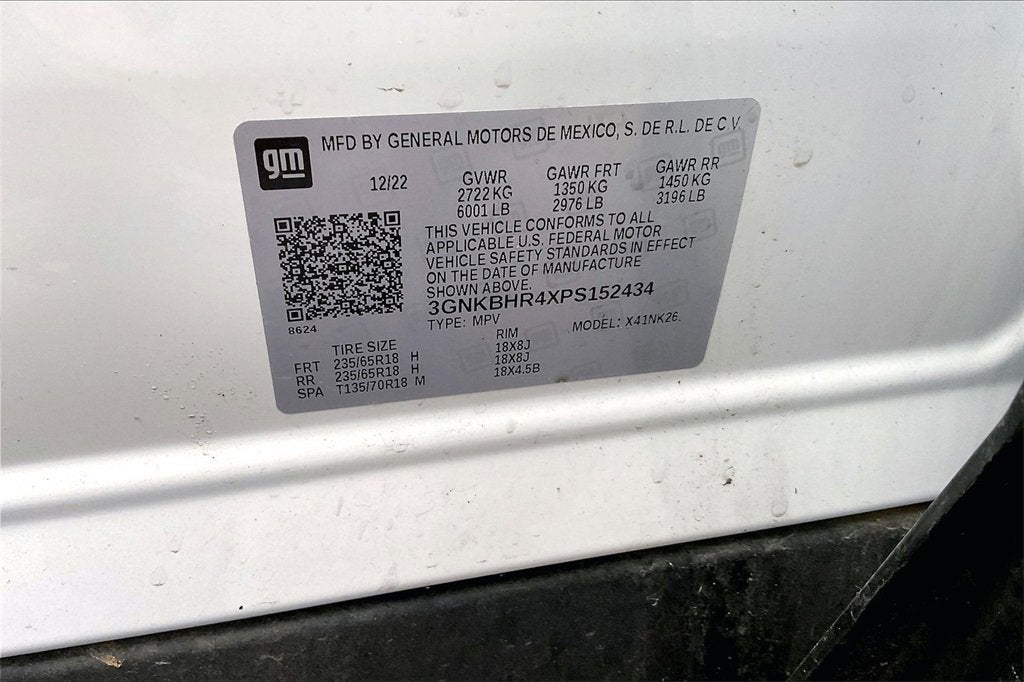 gm
MFD BY GENERAL MOTORS DE MEXICO, S. DE R.L. DE C.V.
12/22
GVWR GAWR FRT GAWR RR
2722 KG 1350 KG 1450 KG
6001 LB 2976 LB 3196 LB
THIS VEHICLE CONFORMS TO ALL
APPLICABLE U.S. FEDERAL MOTOR
VEHICLE SAFETY STANDARDS IN EFFECT
ON THE DATE OF MANUFACTURE
SHOWN ABOVE.
3GNKBHR4XPS152434
8624
TYPE: MPV MODEL: X41NK26.
TIRE SIZE RIM
FRT 235/65R18 H 18X8J
RR 235/65R18 H 18X8J
SPA T135/70R18 M 18X4.5B